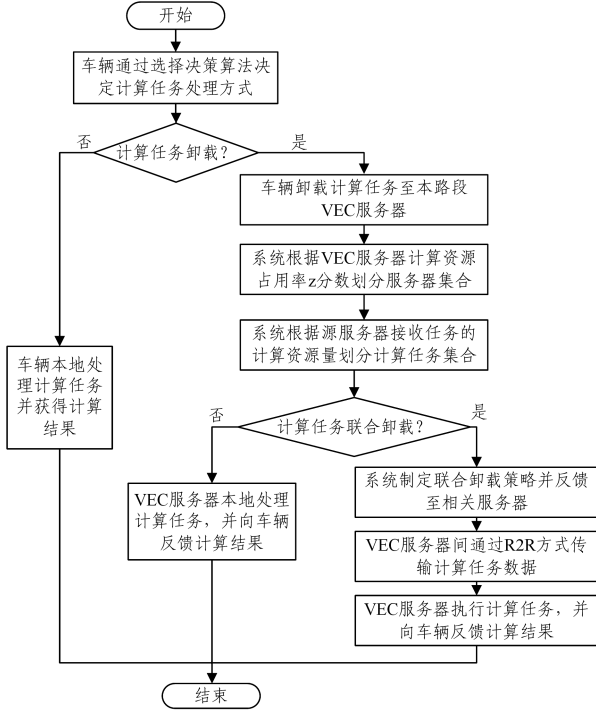 开始
车辆通过选择决策算法决
定计算任务处理方式
否
计算任务卸载？
是
车辆卸载计算任务至本路段
VEC服务器
系统根据VEC服务器计算资源
占用率z分数划分服务器集合
系统根据源服务器接收任务的
计算资源量划分计算任务集合
车辆本地处
理计算任务
并获得计算
结果
否
计算任务联合卸载？
是
VEC服务器本地处理
计算任务，并向车辆
反馈计算结果
系统制定联合卸载策略并反馈
至相关服务器
VEC服务器间通过R2R方式传
输计算任务数据
VEC服务器执行计算任务，并
向车辆反馈计算结果
结束